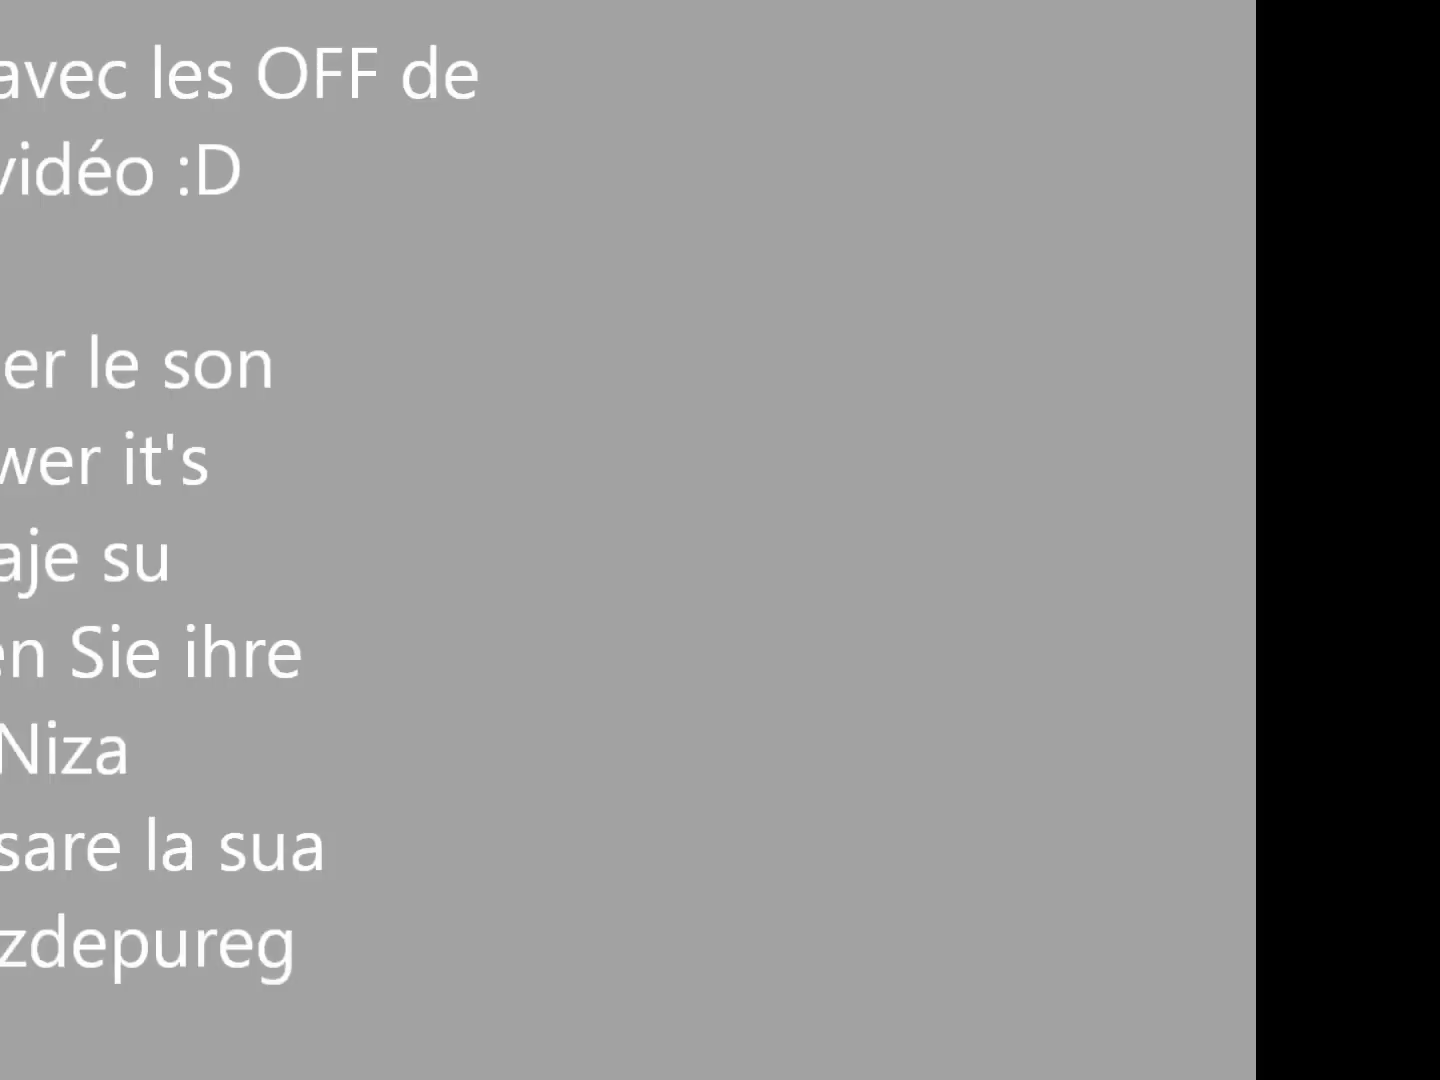 avec les OFF de
vidéo :D
er le son
wer it's
aje su
en Sie ihre
Niza
sare la sua
zdepureg